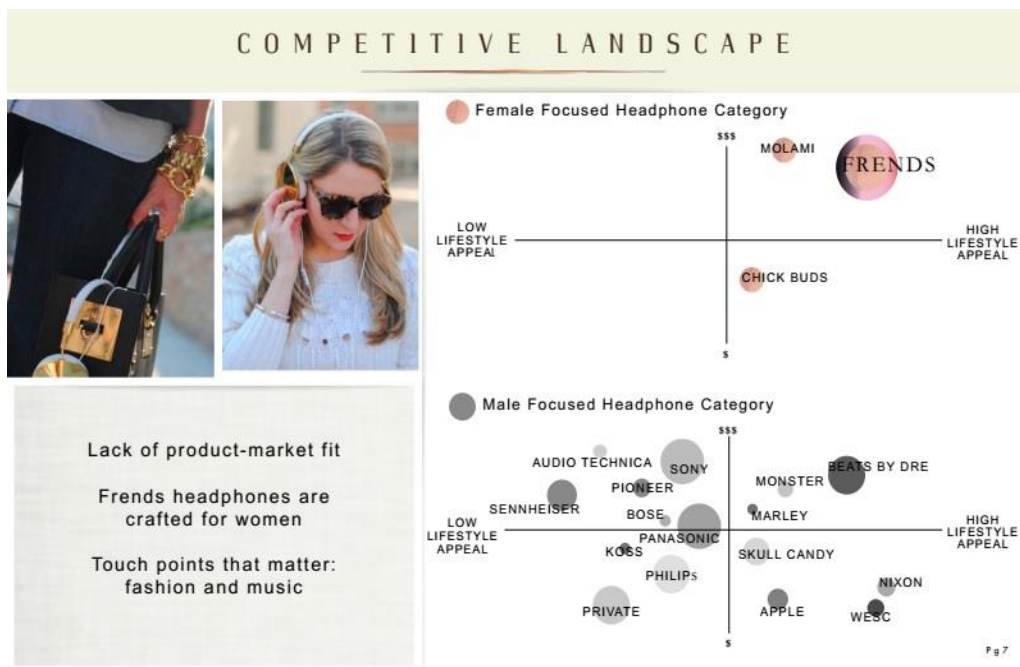 COMPETITIVE LANDSCAPE
Female Focused Headphone Category
$$$
MOLAMI
FRENDS
LOW
LIFESTYLE
APPEAL
HIGH
LIFESTYLE
APPEAL
CHICK BUDS
$
Lack of product-market fit
Frends headphones are
crafted for women
Touch points that matter:
fashion and music
Male Focused Headphone Category
$$$
AUDIO TECHNICA
SONY
BEATS BY DRE
PIONEER
MONSTER
SENNHEISER
BOSE
MARLEY
LOW
LIFESTYLE
APPEAL
HIGH
LIFESTYLE
APPEAL
PANASONIC
KOSS
SKULL CANDY
PHILIPS
NIXON
PRIVATE
APPLE
WESC
$
Pg7